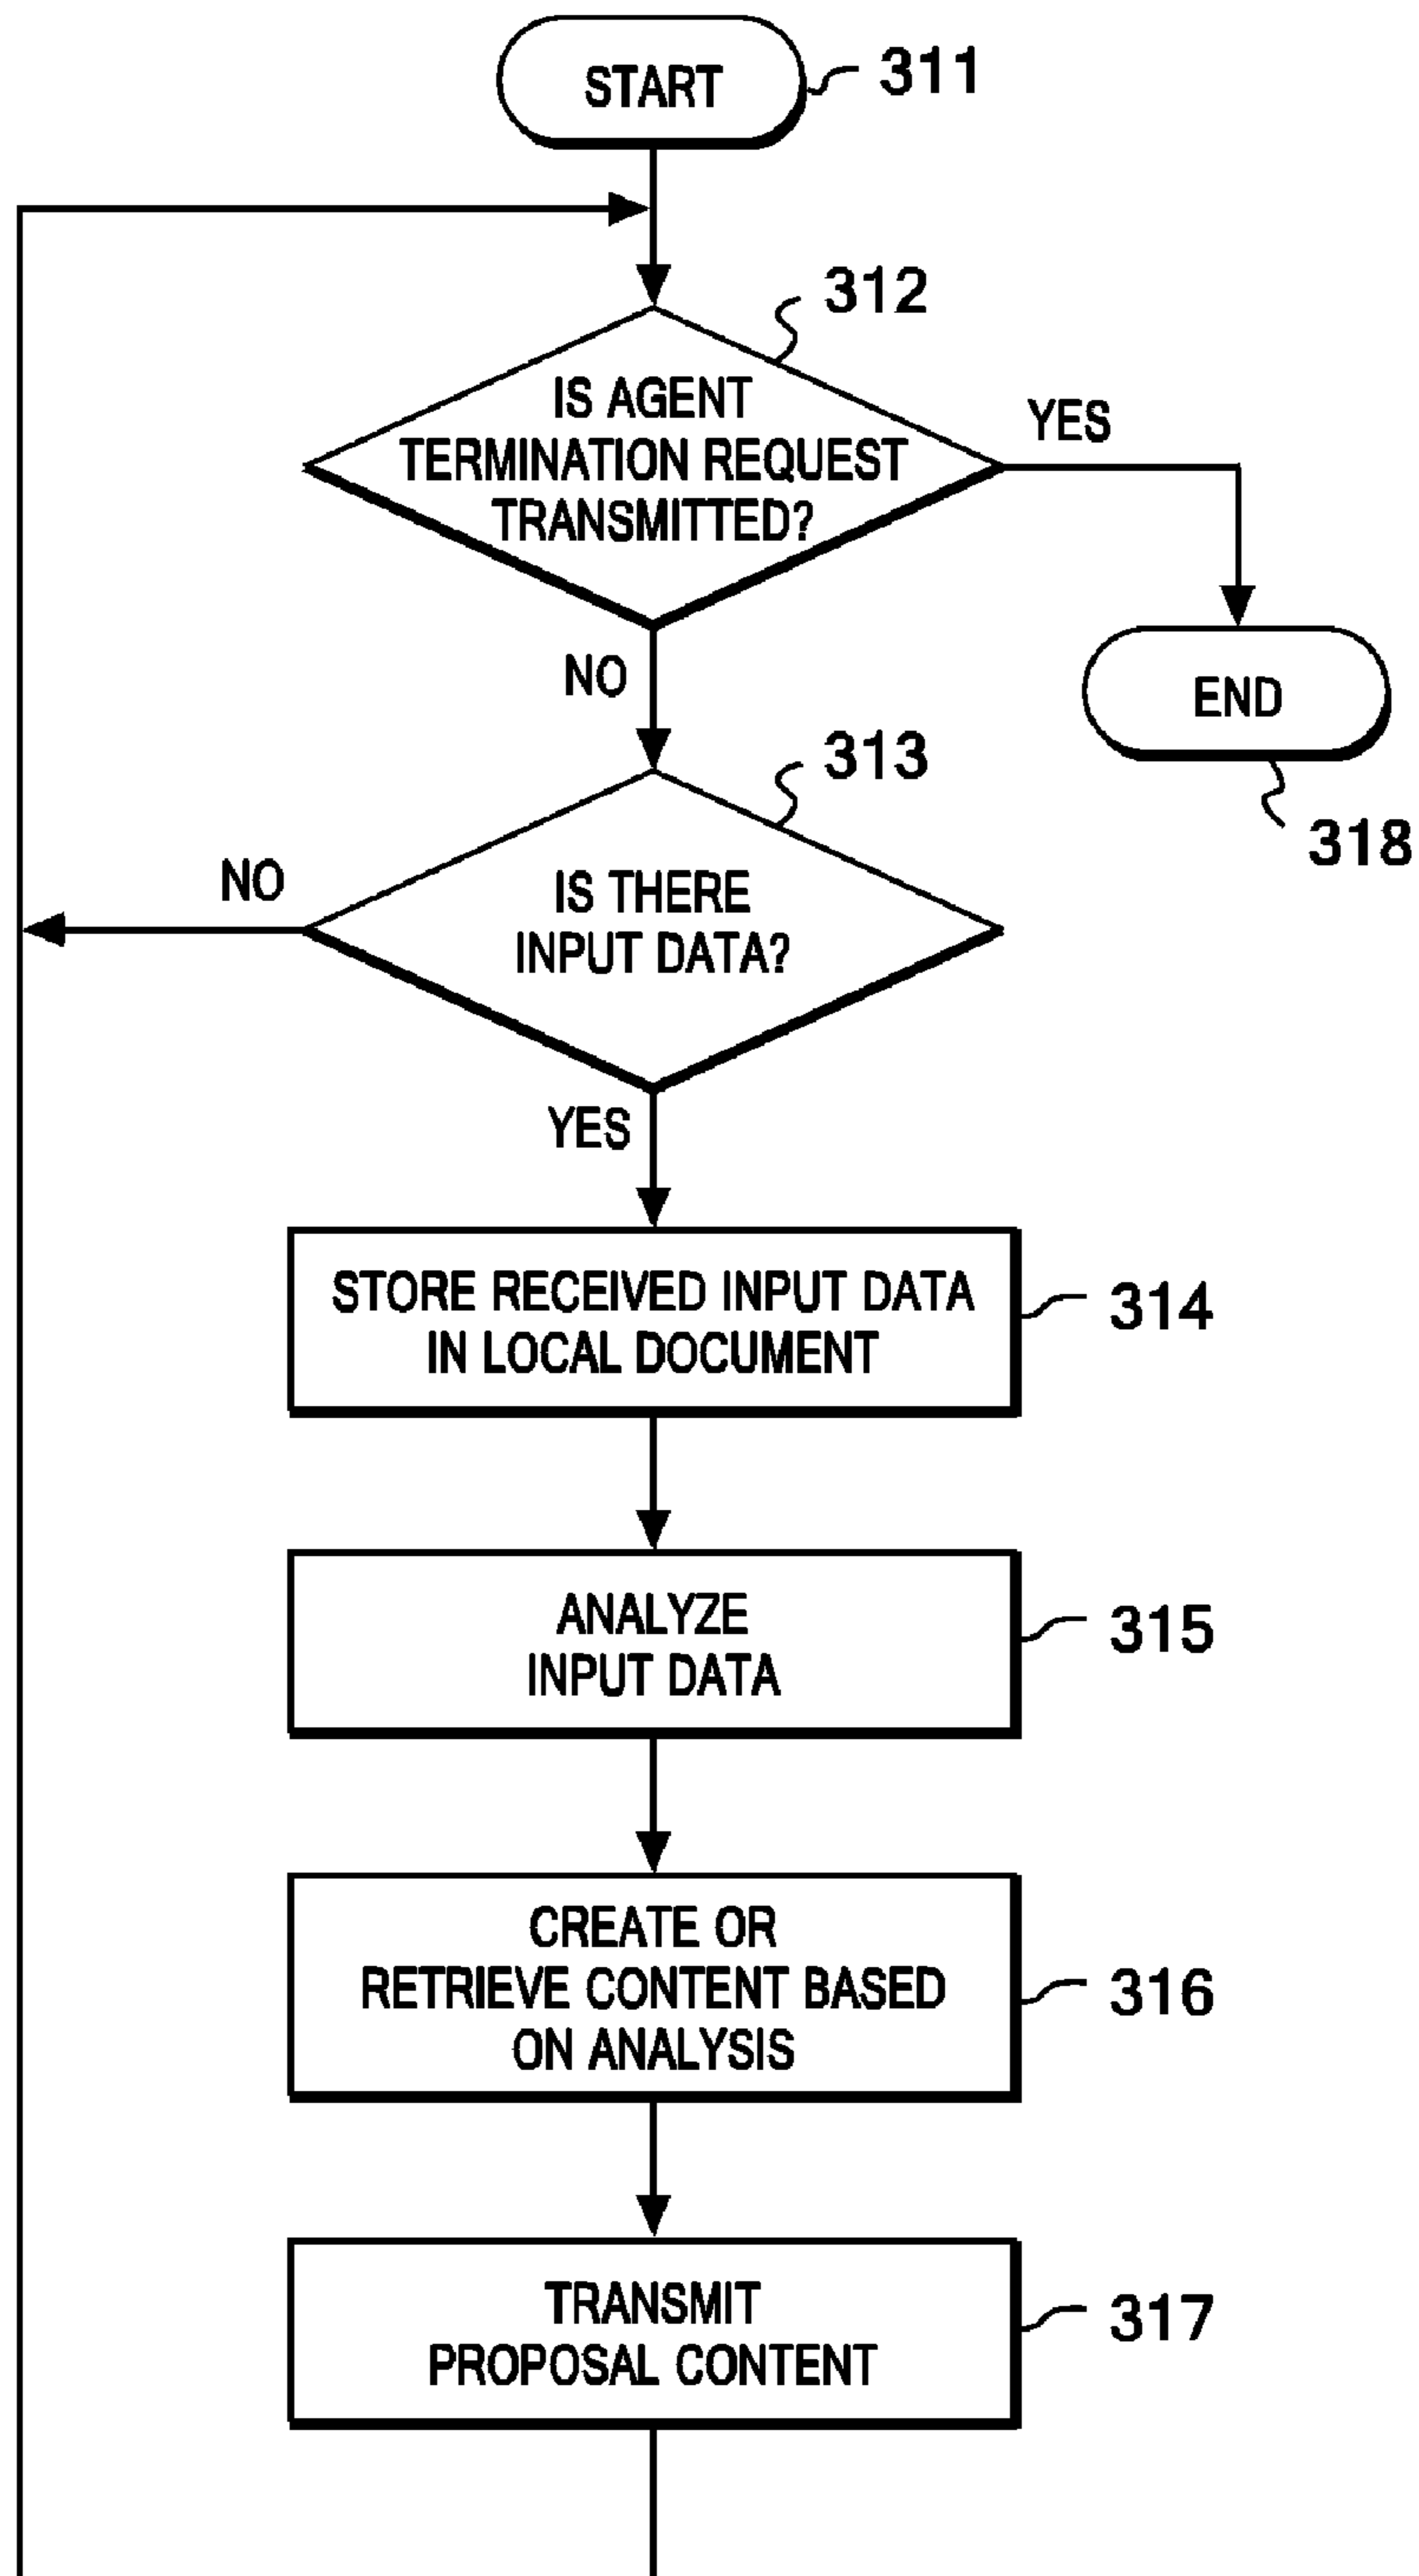 START
311
312
IS AGENT
TERMINATION REQUEST
TRANSMITTED?
YES
NO
END
318
313
IS THERE
INPUT DATA?
NO
YES
STORE RECEIVED INPUT DATA
IN LOCAL DOCUMENT
314
ANALYZE
INPUT DATA
315
CREATE OR
RETRIEVE CONTENT BASED
ON ANALYSIS
316
TRANSMIT
PROPOSAL CONTENT
317